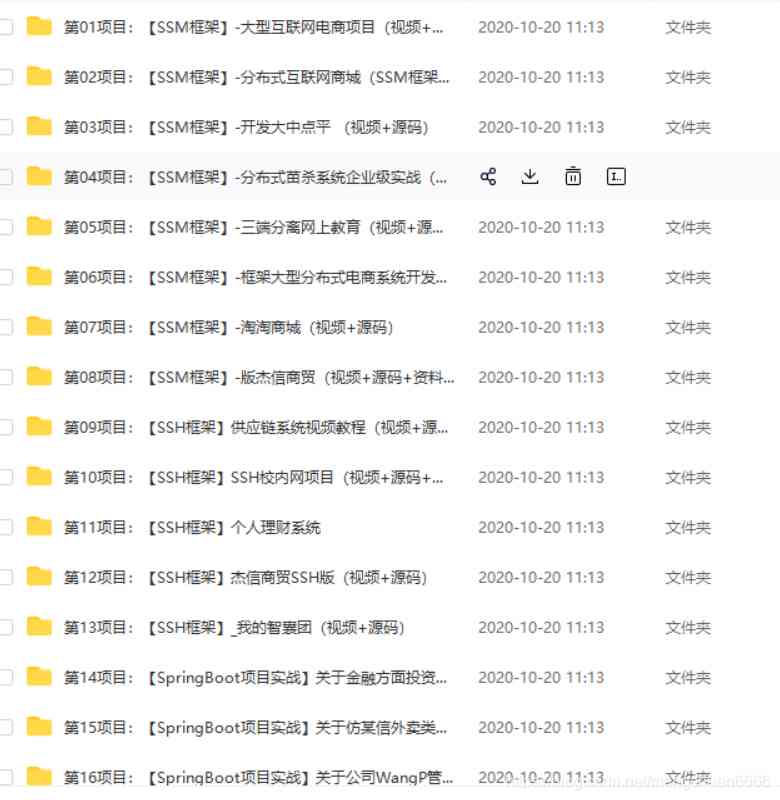 第01项目：【SSM框架】-大型互联网电商项目（视频+... 2020-10-20 11:13 文件夹
第02项目：【SSM框架】-分布式互联网商城（SSM框架... 2020-10-20 11:13 文件夹
第03项目：【SSM框架】-开发大中点平 （视频+源码） 2020-10-20 11:13 文件夹
第04项目：【SSM框架】-分布式苗杀系统企业级实战（...
第05项目：【SSM框架】-三端分离网上教育（视频+源... 2020-10-20 11:13 文件夹
第06项目：【SSM框架】-框架大型分布式电商系统开发... 2020-10-20 11:13 文件夹
第07项目：【SSM框架】-淘淘商城（视频+源码） 2020-10-20 11:13 文件夹
第08项目：【SSM框架】-版杰信商贸（视频+源码+资料... 2020-10-20 11:13 文件夹
第09项目：【SSH框架】供应链系统视频教程（视频+源... 2020-10-20 11:13 文件夹
第10项目：【SSH框架】SSH校内网项目（视频+源码+... 2020-10-20 11:13 文件夹
第11项目：【SSH框架】个人理财系统 2020-10-20 11:13 文件夹
第12项目：【SSH框架】杰信商贸SSH版（视频+源码） 2020-10-20 11:13 文件夹
第13项目：【SSH框架】_我的智囊团（视频+源码） 2020-10-20 11:13 文件夹
第14项目：【SpringBoot项目实战】关于金融方面投资... 2020-10-20 11:13 文件夹
第15项目：【SpringBoot项目实战】关于仿某信外卖类... 2020-10-20 11:13 文件夹
第16项目：【SpringBoot项目实战】关于公司WangP管... 2020-10-20 11:13 文件夹